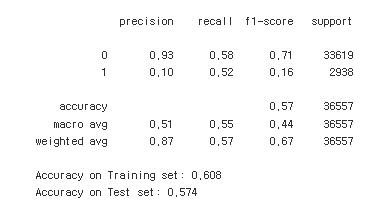 precision recall f1-score support
0 0.93 0.58 0.71 33619
1 0.10 0.52 0.16 2938
accuracy 0.57 36557
macro avg 0.51 0.55 0.44 36557
weighted avg 0.87 0.57 0.67 36557
Accuracy on Training set: 0.608
Accuracy on Test set: 0.574